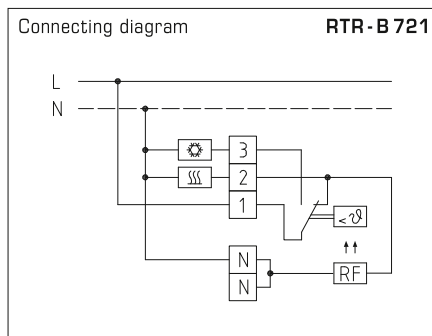 Connecting diagram RTR-B 721
L
N
3
2
1
< ϑ
N
N
RF